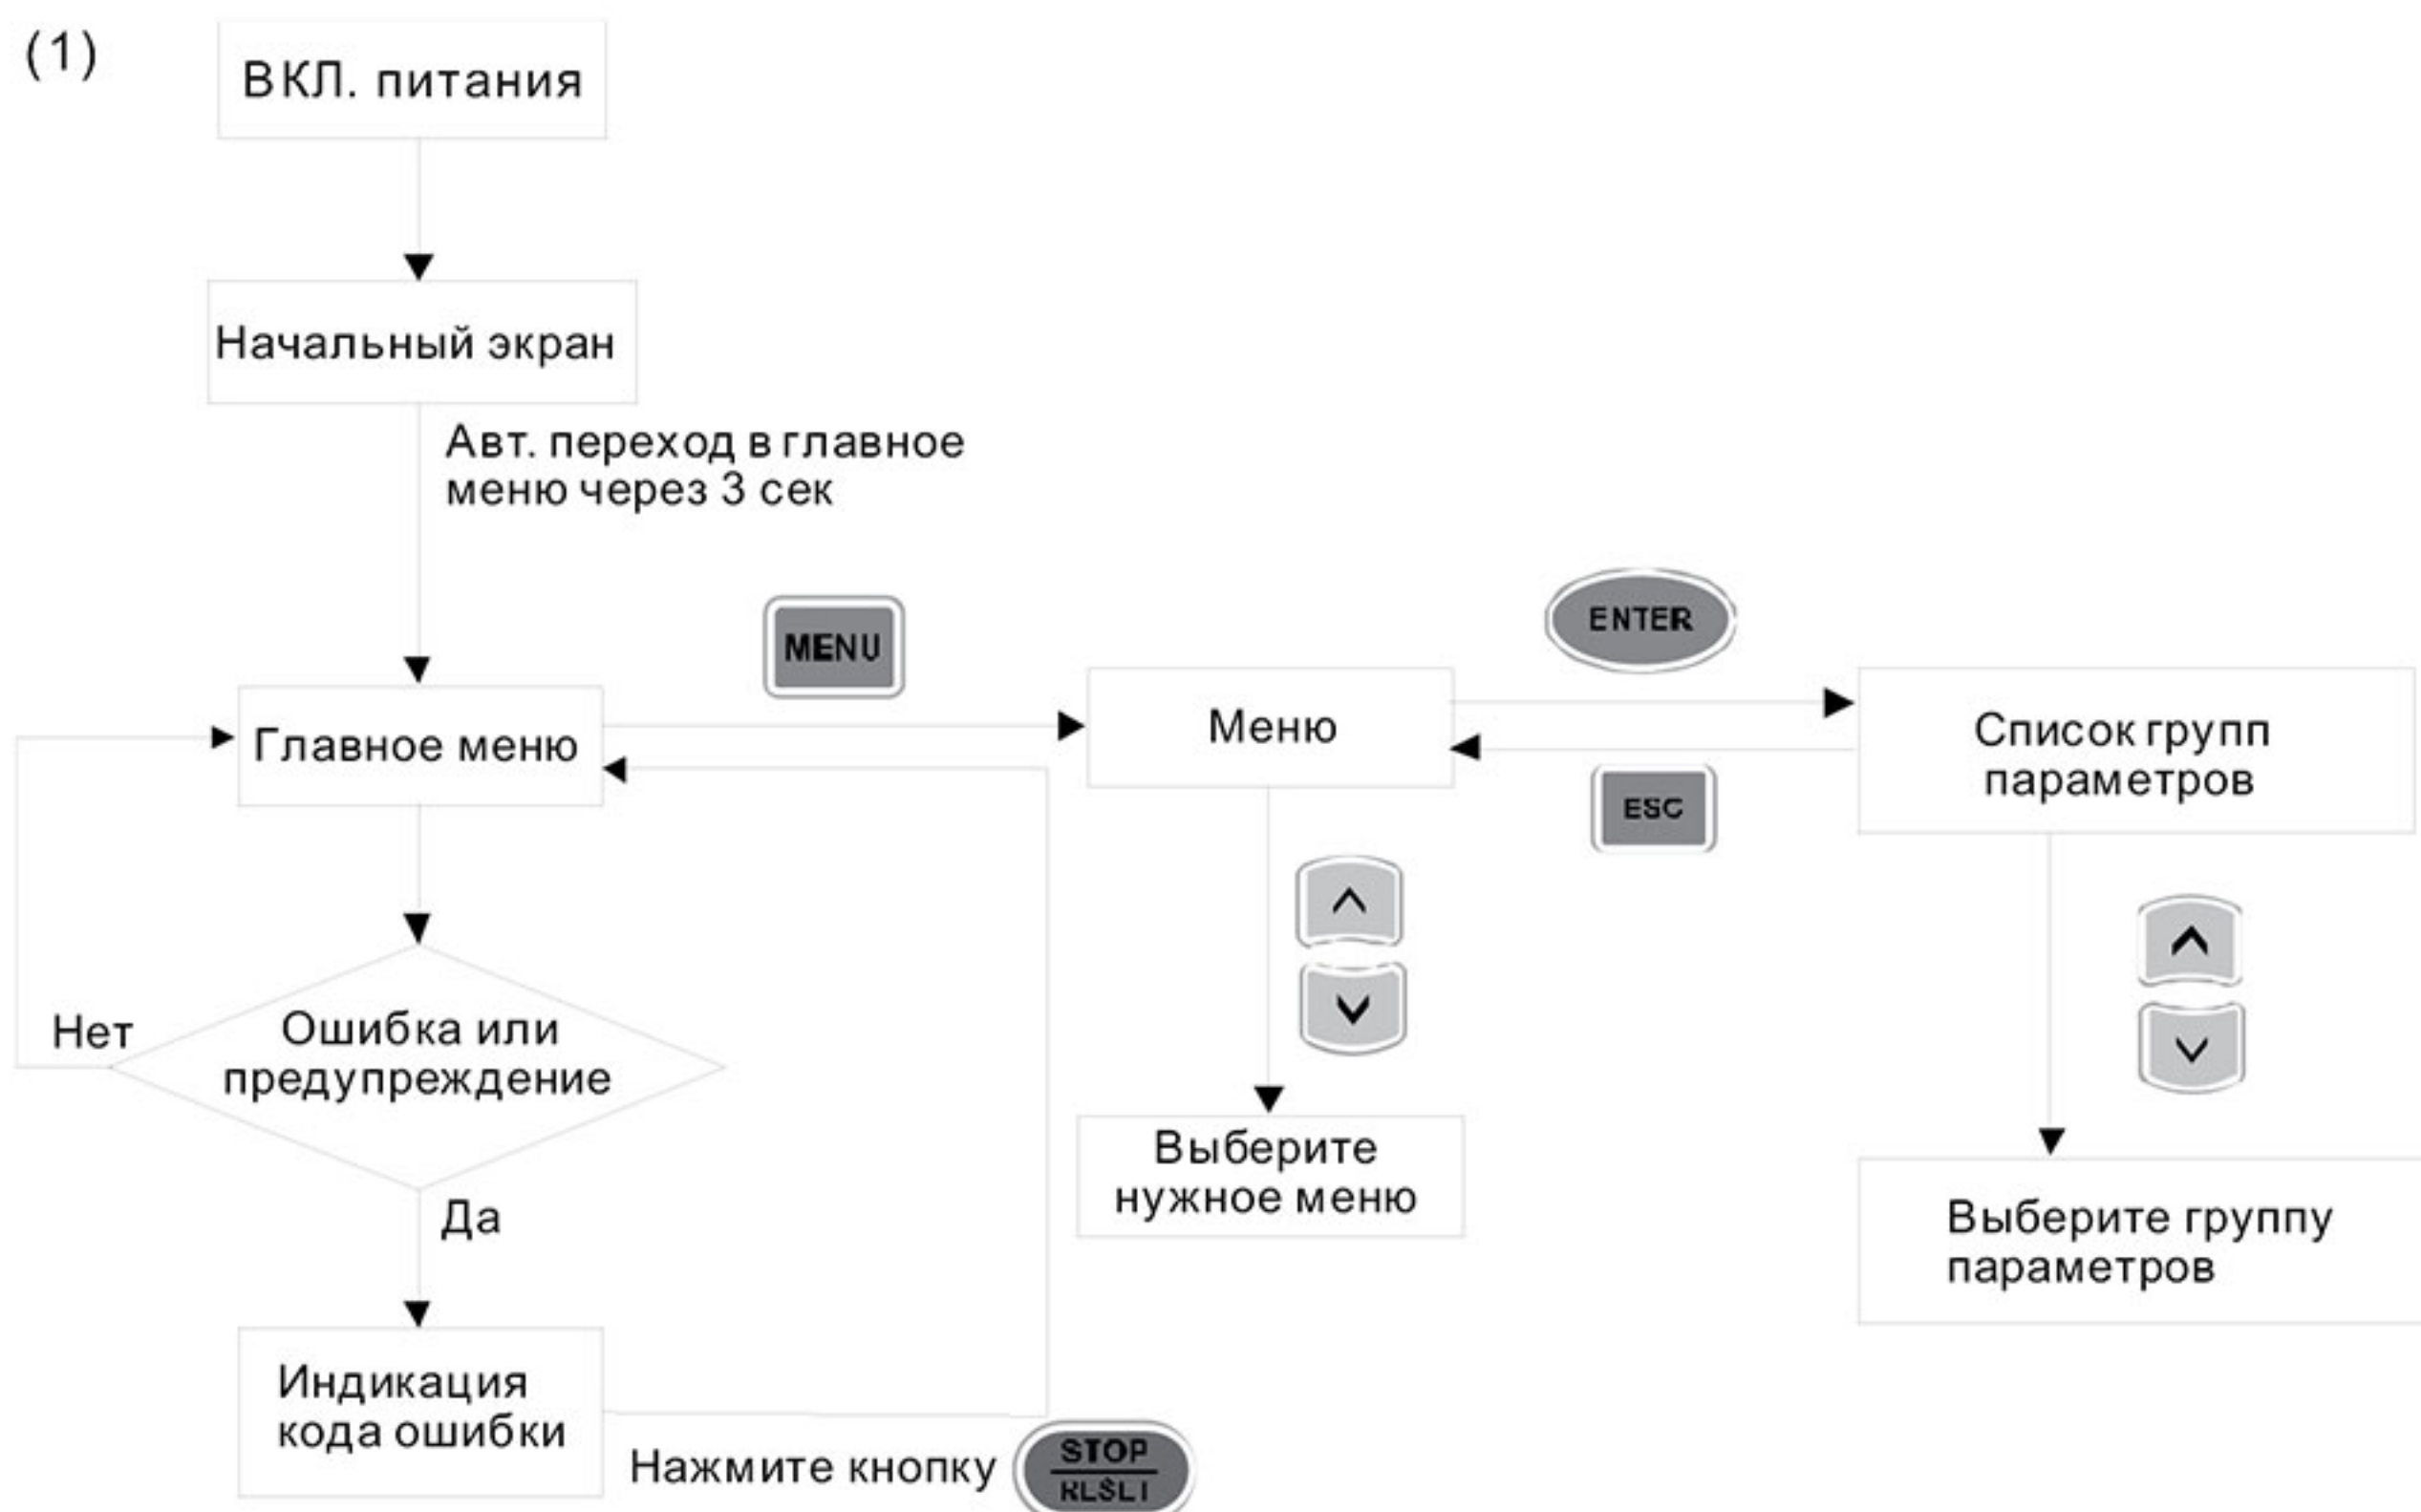 (1)
ВКЛ. питания
Начальный экран
Авт. переход в главное
меню через 3 сек
MENU
ENTER
Главное меню
Меню
Список групп
параметров
ESC
Нет
Ошибка или
предупреждение
Да
Выберите
нужное меню
Выберите группу
параметров
Индикация
кода ошибки
Нажмите кнопку
STOP